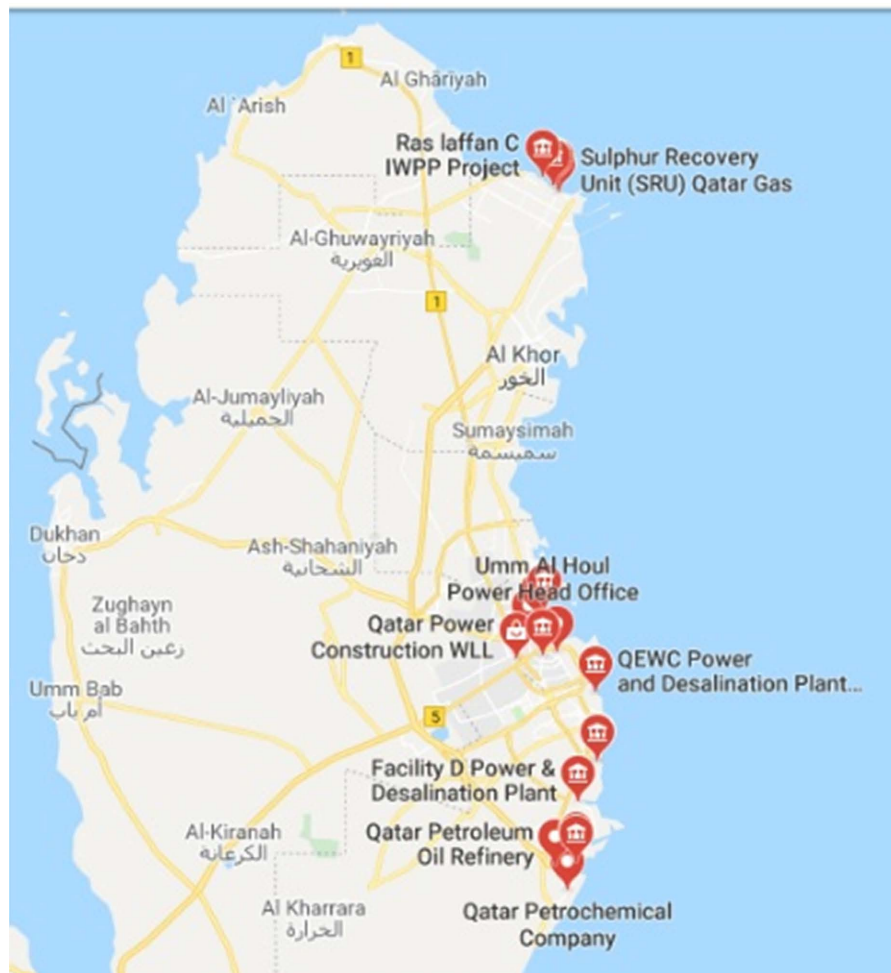 1
Al Ghāriyah
Al `Arish
Ras laffan C
IWPP Project
Sulphur Recovery
Unit (SRU) Qatar Gas
Al-Ghuwayriyah
الغويرية
1
Al Khor
الخور
Al-Jumayliyah
الجميلية
Sumaysimah
سميسمة
Dukhan
دخان
Ash-Shahaniyah
الشحانية
Umm Al Houl
Power Head Office
Zughayn
al Bahth
زعين البحث
Qatar Power
Construction WLL
QEWC Power
and Desalination Plant...
Umm Bab
أم باب
5
Facility D Power &
Desalination Plant
Al-Kiranah
الكرعانة
Qatar Petroleum
Oil Refinery
Al Kharrara
الخرارة
Qatar Petrochemical
Company